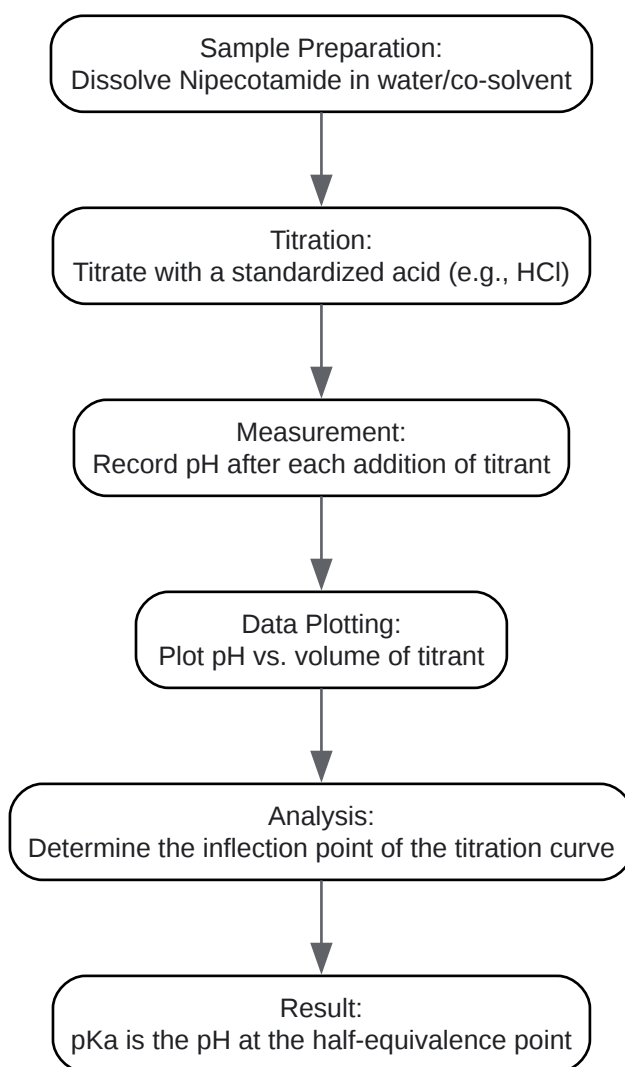 Sample Preparation:
Dissolve Nipecotamide in water/co-solvent
Titration:
Titrate with a standardized acid (e.g., HCl)
Measurement:
Record pH after each addition of titrant
Data Plotting:
Plot pH vs. volume of titrant
Analysis:
Determine the inflection point of the titration curve
Result:
pKa is the pH at the half-equivalence point